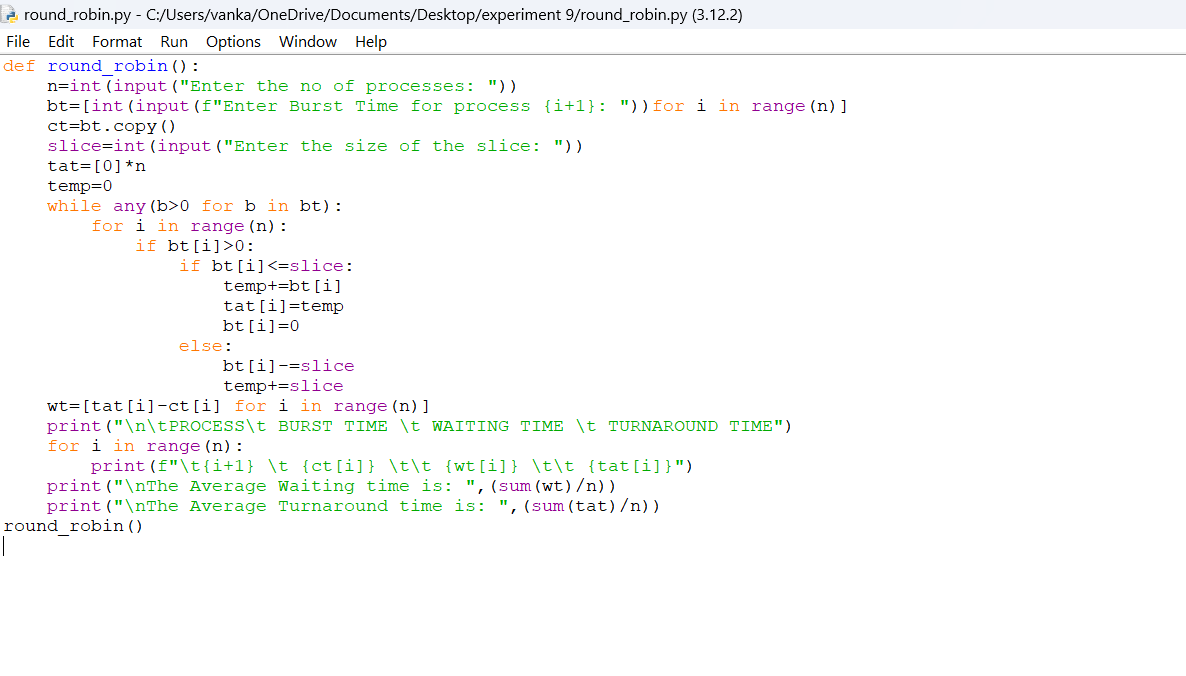 round_robin.py - C:/Users/vanka/OneDrive/Documents/Desktop/experiment 9/round_robin.py (3.12.2)
File Edit Format Run Options Window Help
def round_robin():
    n=int(input("Enter the no of processes: "))
    bt=[int(input(f"Enter Burst Time for process {i+1}: "))for i in range(n)]
    ct=bt.copy()
    slice=int(input("Enter the size of the slice: "))
    tat=[0]*n
    temp=0
    while any(b>0 for b in bt):
        for i in range(n):
            if bt[i]>0:
                if bt[i]<=slice:
                    temp+=bt[i]
                    tat[i]=temp
                    bt[i]=0
                else:
                    bt[i]-=slice
                    temp+=slice
    wt=[tat[i]-ct[i] for i in range(n)]
    print("\n\tPROCESS\t BURST TIME \t WAITING TIME \t TURNAROUND TIME")
    for i in range(n):
        print(f"\t{i+1} \t {ct[i]} \t\t {wt[i]} \t\t {tat[i]}")
    print("\nThe Average Waiting time is: ",(sum(wt)/n))
    print("\nThe Average Turnaround time is: ",(sum(tat)/n))
round_robin()